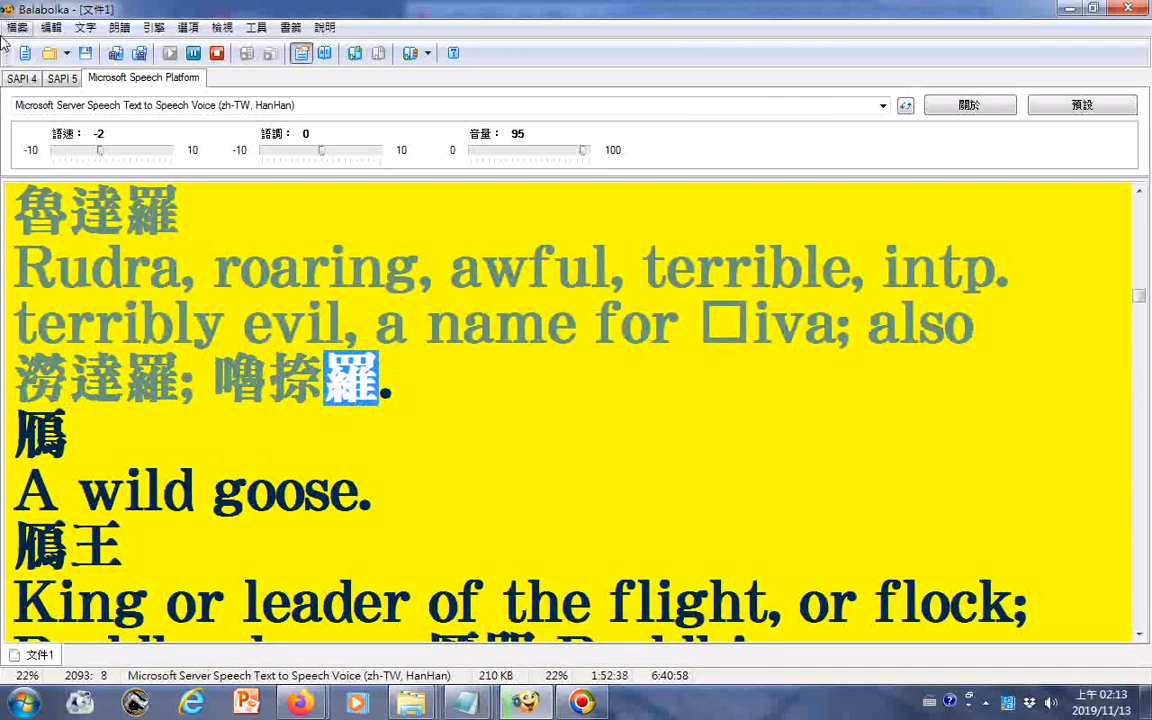 Balabolka - [文件1]
檔案 編輯 文字 朗讀 引擎 選項 檢視 工具 書籤 說明
SAPI 4 SAPI 5 Microsoft Speech Platform
Microsoft Server Speech Text to Speech Voice (zh-TW, HanHan) 關於 預設
語速： -2 語調： 0 音量： 95
-10 10 -10 10 0 100
魯達羅
Rudra, roaring, awful, terrible, intp.
terribly evil, a name for □iva; also
澇達羅; 嚕捺羅.
鴈
A wild goose.
鴈王
King or leader of the flight, or flock;
文件1
22% 2093: 8 Microsoft Server Speech Text to Speech Voice (zh-TW, HanHan) 210 KB 22% 1:52:38 6:40:58
上午 02:13
2019/11/13